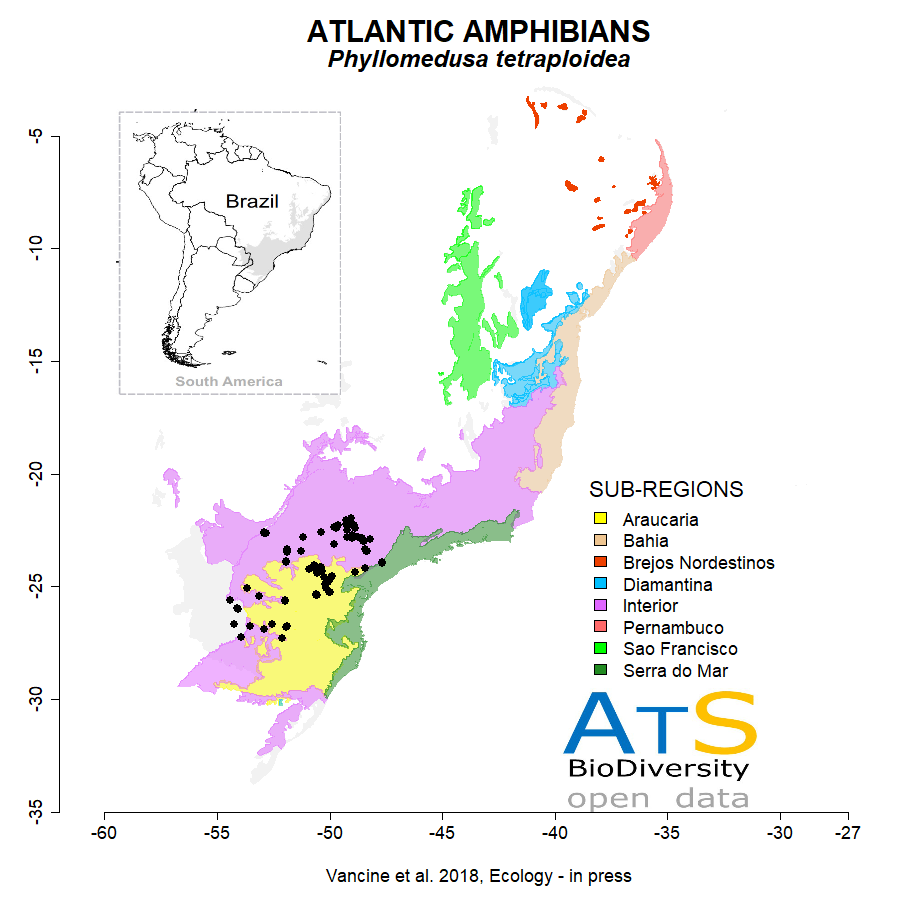 ATLANTIC AMPHIBIANS
Phyllomedusa tetraploidea
-5
-10
-15
-20
-25
-30
-35
Brazil
South America
SUB-REGIONS
Araucaria
Bahia
Brejos Nordestinos
Diamantina
Interior
Pernambuco
Sao Francisco
Serra do Mar
ATS
BioDiversity
open data
-60 -55 -50 -45 -40 -35 -30 -27
Vancine et al. 2018, Ecology - in press